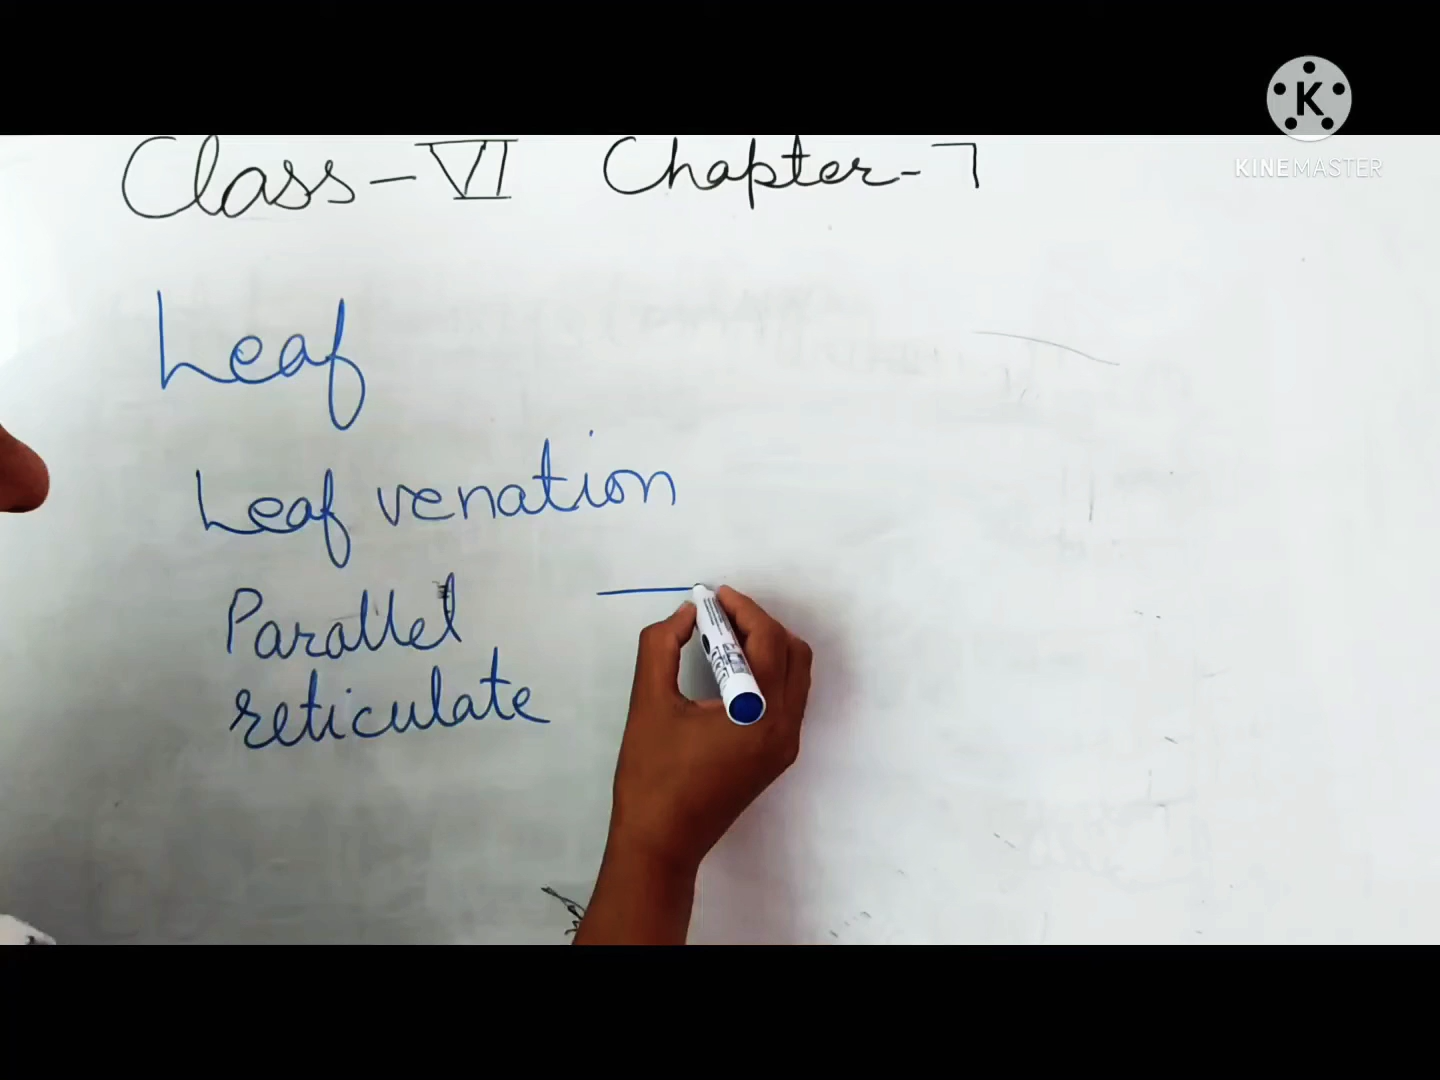 K
KINEMASTER
Class-VI Chapter-7
Leaf
Leaf venation
Parallel
reticulate